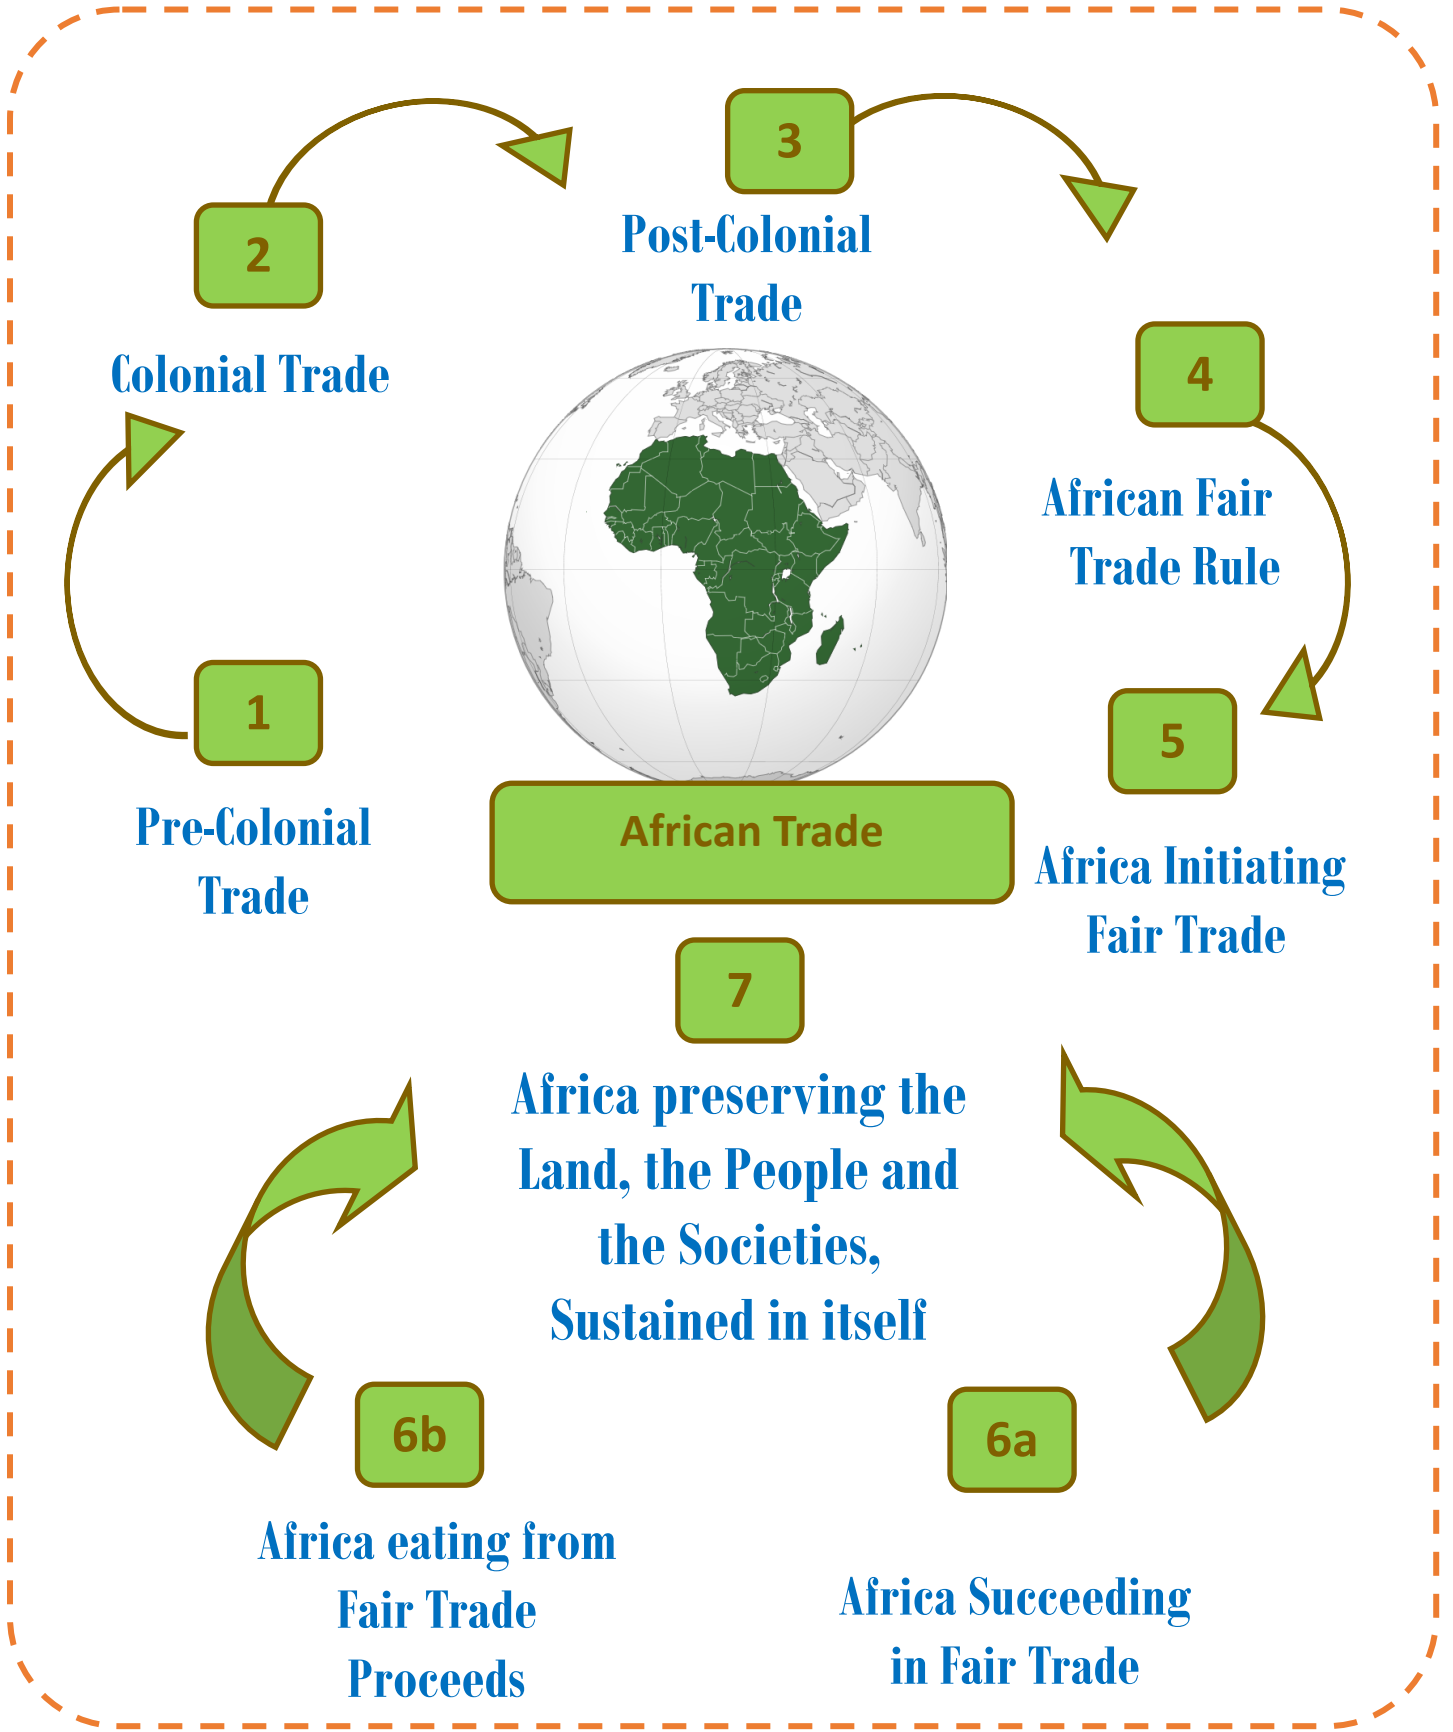 1
Pre-Colonial
Trade
2
Colonial Trade
3
Post-Colonial
Trade
4
African Fair
Trade Rule
5
Africa Initiating
Fair Trade
African Trade
7
Africa preserving the
Land, the People and
the Societies,
Sustained in itself
6b
Africa eating from
Fair Trade
Proceeds
6a
Africa Succeeding
in Fair Trade